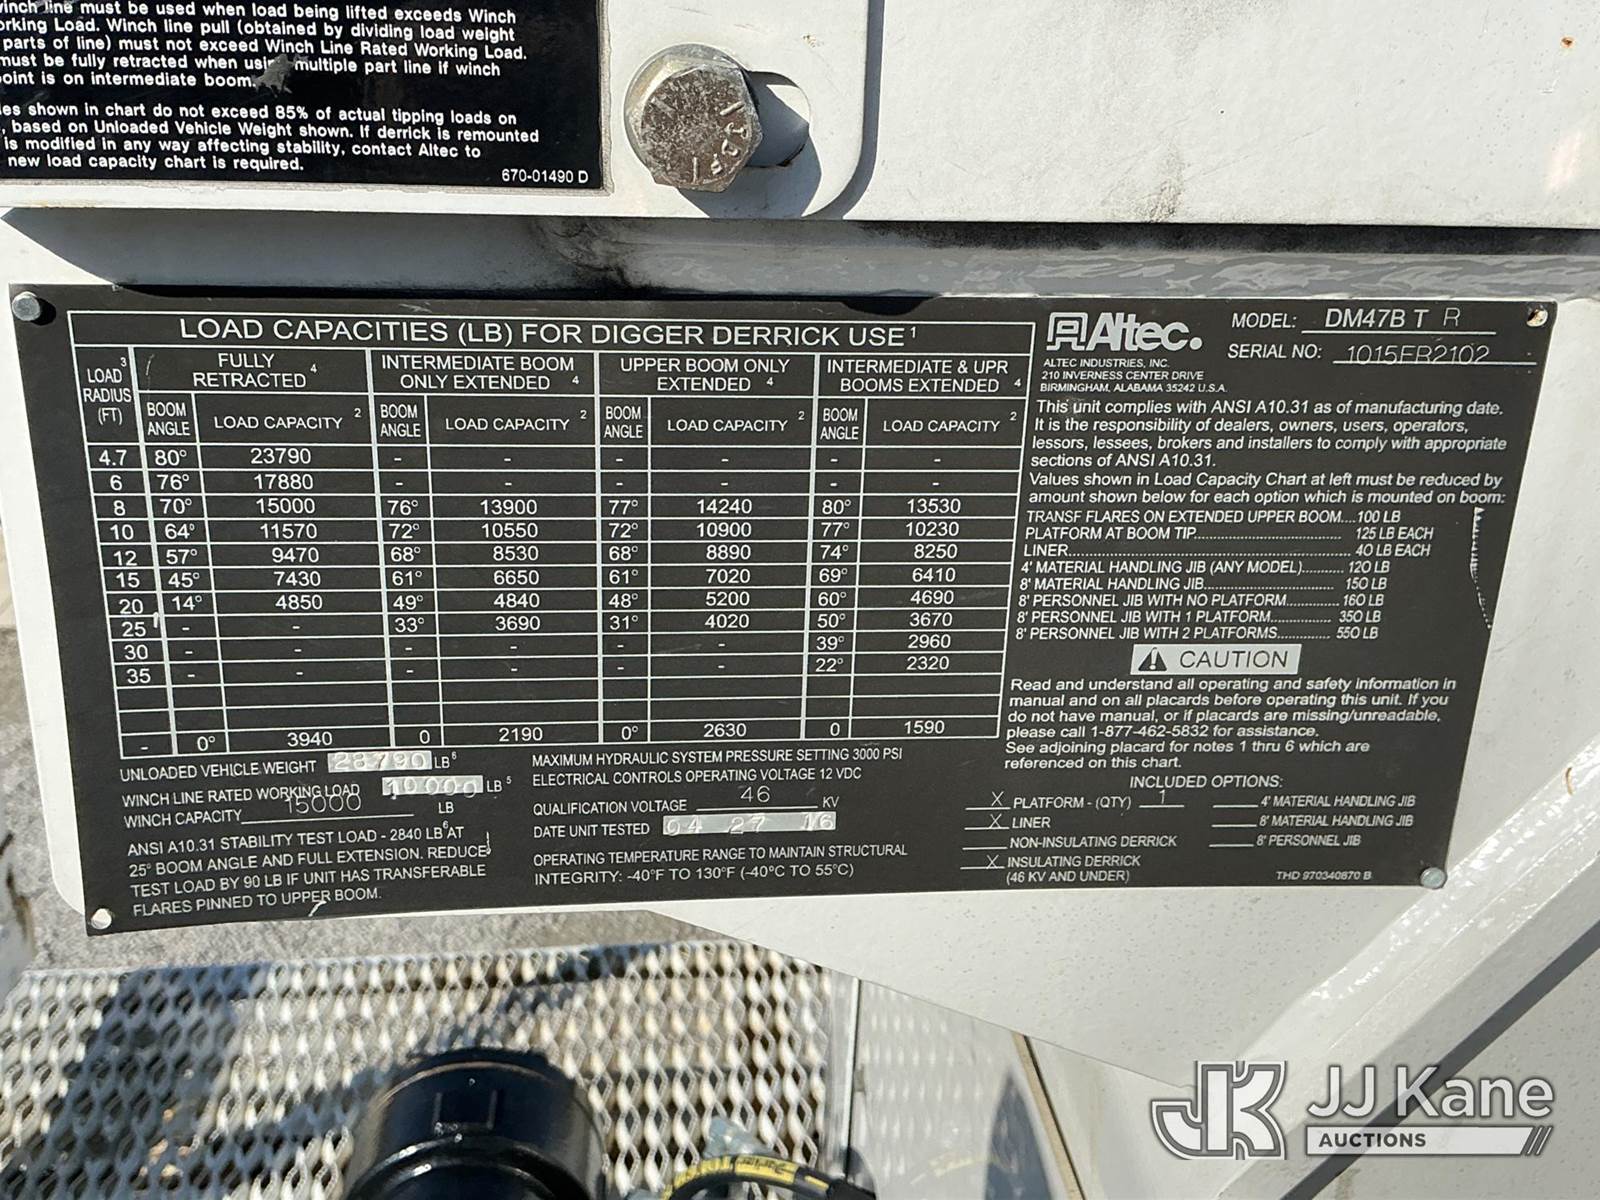 winch line must be used when load being lifted exceeds Winch
Working Load. Winch line pull (obtained by dividing load weight
parts of line) must not exceed Winch Line Rated Working Load.
must be fully retracted when using multiple part line if winch
point is on intermediate boom.
shown in chart do not exceed 85% of actual tipping loads on
, based on Unloaded Vehicle Weight shown. If derrick is remounted
is modified in any way affecting stability, contact Altec to
new load capacity chart is required.
670-01490 D
LOAD CAPACITIES (LB) FOR DIGGER DERRICK USE 1
LOAD RADIUS (FT) 3 FULLY RETRACTED 4 INTERMEDIATE BOOM ONLY EXTENDED 4 UPPER BOOM ONLY EXTENDED 4 INTERMEDIATE & UPR BOOMS EXTENDED 4
BOOM ANGLE LOAD CAPACITY 2 BOOM ANGLE LOAD CAPACITY 2 BOOM ANGLE LOAD CAPACITY 2 BOOM ANGLE LOAD CAPACITY 2
4.7 80° 23790 - - - - - -
6 76° 17880 - - - - - -
8 70° 15000 76° 13900 77° 14240 80° 13530
10 64° 11570 72° 10550 72° 10900 77° 10230
12 57° 9470 68° 8530 68° 8890 74° 8250
15 45° 7430 61° 6650 61° 7020 69° 6410
20 14° 4850 49° 4840 48° 5200 60° 4690
25 - - 33° 3690 31° 4020 50° 3670
30 - - - - - - 39° 2960
35 - - - - - - 22° 2320
- 0° 3940 0 2190 0° 2630 0 1590
UNLOADED VEHICLE WEIGHT 28790 LB 6
WINCH LINE RATED WORKING LOAD 10000 LB 5
WINCH CAPACITY 15000 LB
ANSI A10.31 STABILITY TEST LOAD - 2840 LB 6 AT
25° BOOM ANGLE AND FULL EXTENSION. REDUCE
TEST LOAD BY 90 LB IF UNIT HAS TRANSFERABLE
FLARES PINNED TO UPPER BOOM.
MAXIMUM HYDRAULIC SYSTEM PRESSURE SETTING 3000 PSI
ELECTRICAL CONTROLS OPERATING VOLTAGE 12 VDC
QUALIFICATION VOLTAGE 46 KV
DATE UNIT TESTED 04 27 16
OPERATING TEMPERATURE RANGE TO MAINTAIN STRUCTURAL
INTEGRITY: -40°F TO 130°F (-40°C TO 55°C)
Altec.
ALTEC INDUSTRIES, INC.
210 INVERNESS CENTER DRIVE
BIRMINGHAM, ALABAMA 35242 U.S.A.
MODEL: DM47B T R
SERIAL NO: 1015FR2102
This unit complies with ANSI A10.31 as of manufacturing date.
It is the responsibility of dealers, owners, users, operators,
lessors, lessees, brokers and installers to comply with appropriate
sections of ANSI A10.31.
Values shown in Load Capacity Chart at left must be reduced by
amount shown below for each option which is mounted on boom:
TRANSF FLARES ON EXTENDED UPPER BOOM....100 LB
PLATFORM AT BOOM TIP.................... 125 LB EACH
LINER.................... 40 LB EACH
4' MATERIAL HANDLING JIB (ANY MODEL).......... 120 LB
8' MATERIAL HANDLING JIB.................... 150 LB
8' PERSONNEL JIB WITH NO PLATFORM............. 160 LB
8' PERSONNEL JIB WITH 1 PLATFORM................ 350 LB
8' PERSONNEL JIB WITH 2 PLATFORMS............. 550 LB
CAUTION
Read and understand all operating and safety information in
manual and on all placards before operating this unit. If you
do not have manual, or if placards are missing/unreadable,
please call 1-877-462-5832 for assistance.
See adjoining placard for notes 1 thru 6 which are
referenced on this chart.
INCLUDED OPTIONS:
X PLATFORM - (QTY) 1 4' MATERIAL HANDLING JIB
X LINER 8' MATERIAL HANDLING JIB
NON-INSULATING DERRICK 8' PERSONNEL JIB
X INSULATING DERRICK
(46 KV AND UNDER)
THD 970340870 B
JK JJ Kane
AUCTIONS